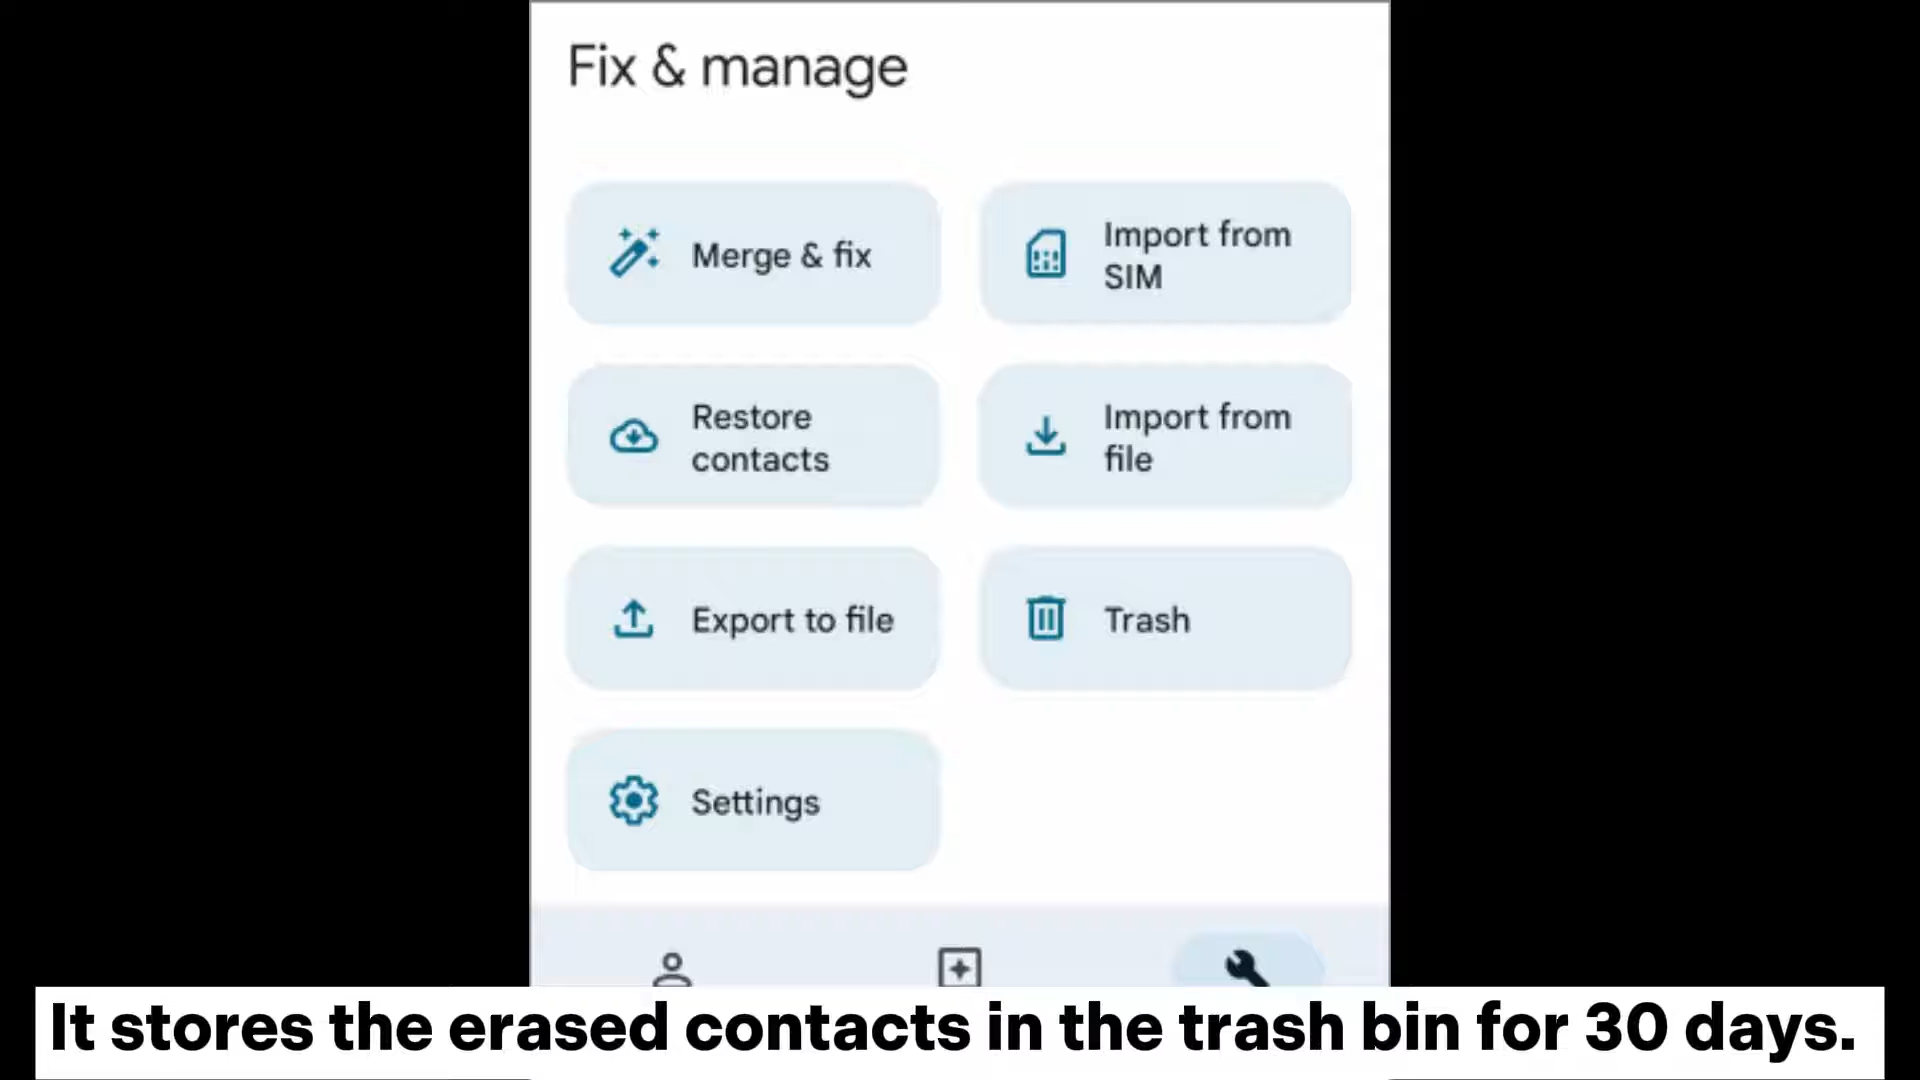 Fix & manage
Merge & fix
Import from
SIM
Restore
contacts
Import from
file
Export to file
Trash
Settings
It stores the erased contacts in the trash bin for 30 days.